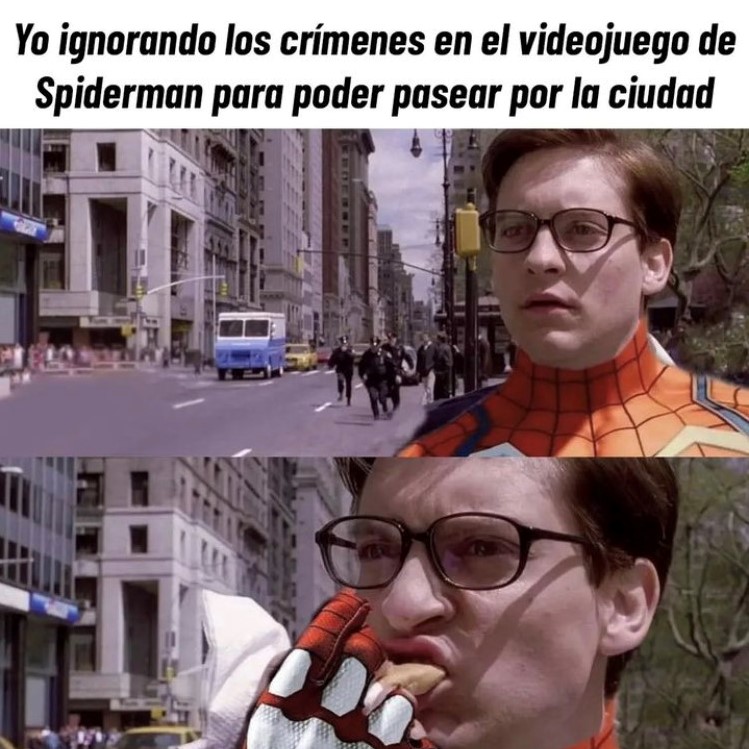 Yo ignorando los crímenes en el videojuego de
Spiderman para poder pasear por la ciudad